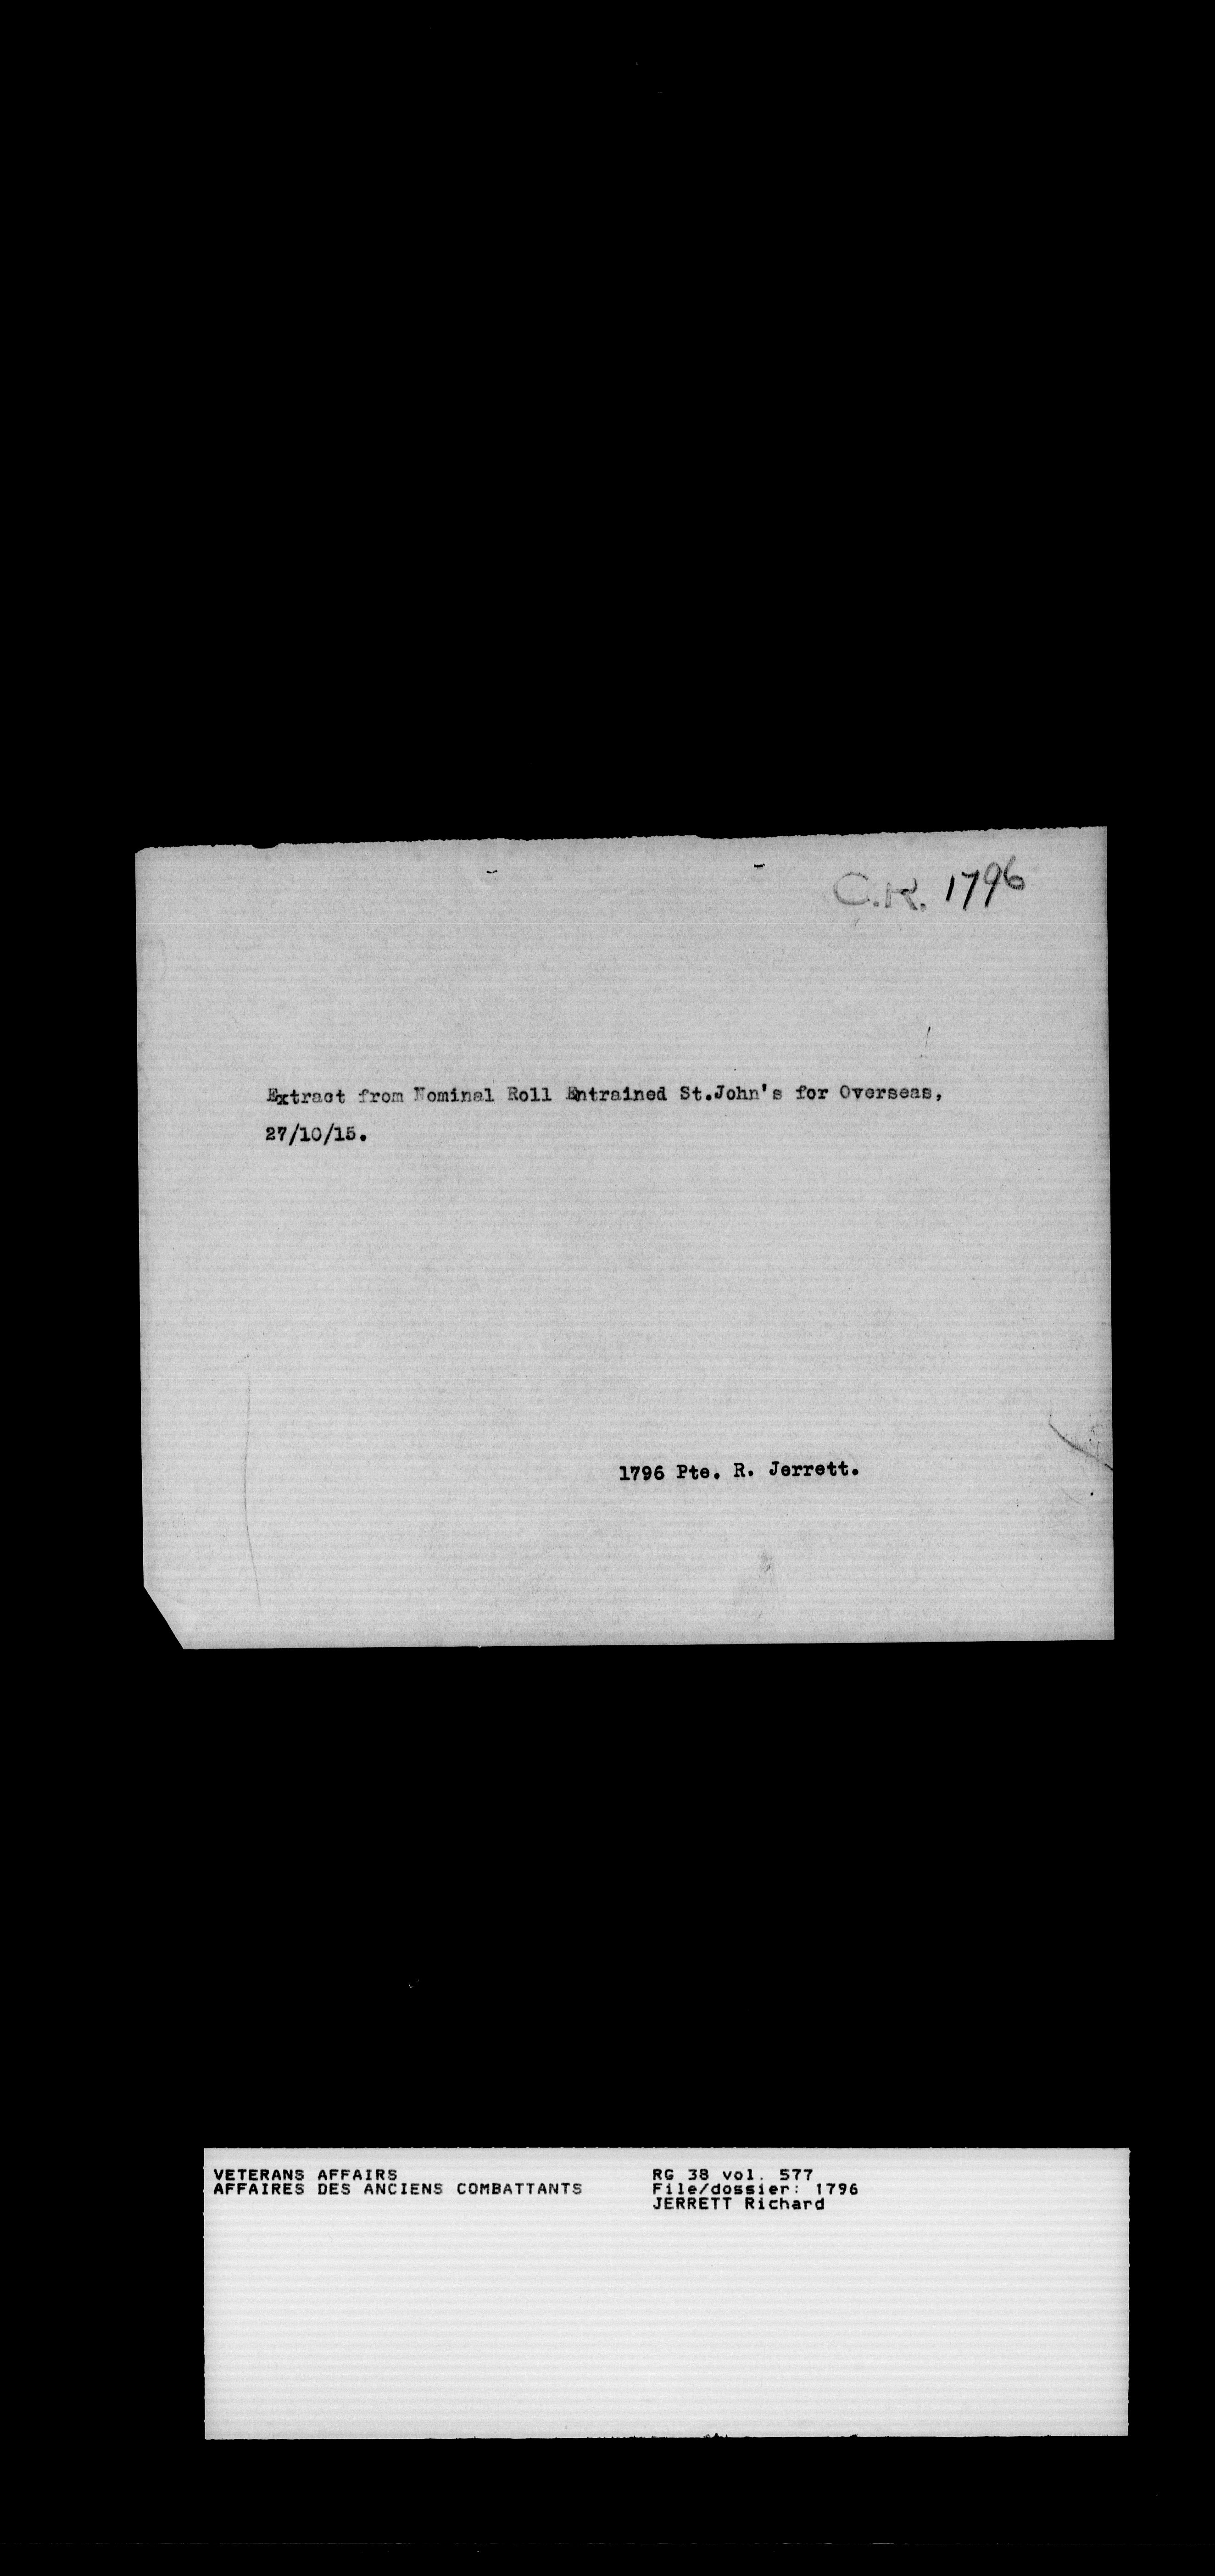 C.R. 1796
Extract from Nominal Roll Entrained St.John's for Overseas,
27/10/15.
1796 Pte. R. Jerrett.
VETERANS AFFAIRS
AFFAIRES DES ANCIENS COMBATTANTS
RG 38 vol. 577
File/dossier: 1796
JERRETT Richard